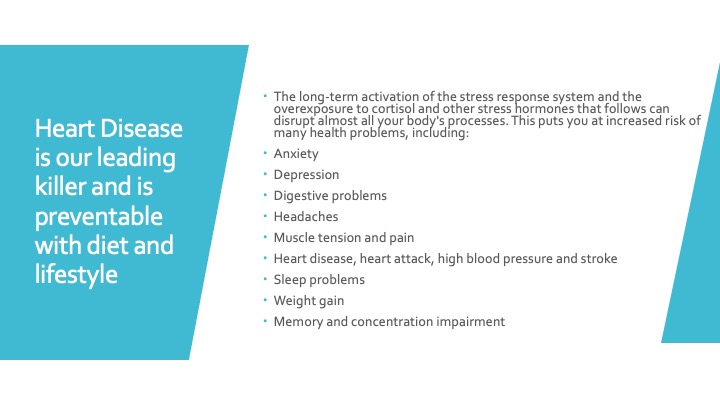 Heart Disease
is our leading
killer and is
preventable
with diet and
lifestyle
• The long-term activation of the stress response system and the
overexposure to cortisol and other stress hormones that follows can
disrupt almost all your body's processes. This puts you at increased risk of
many health problems, including:
• Anxiety
• Depression
• Digestive problems
• Headaches
• Muscle tension and pain
• Heart disease, heart attack, high blood pressure and stroke
• Sleep problems
• Weight gain
• Memory and concentration impairment